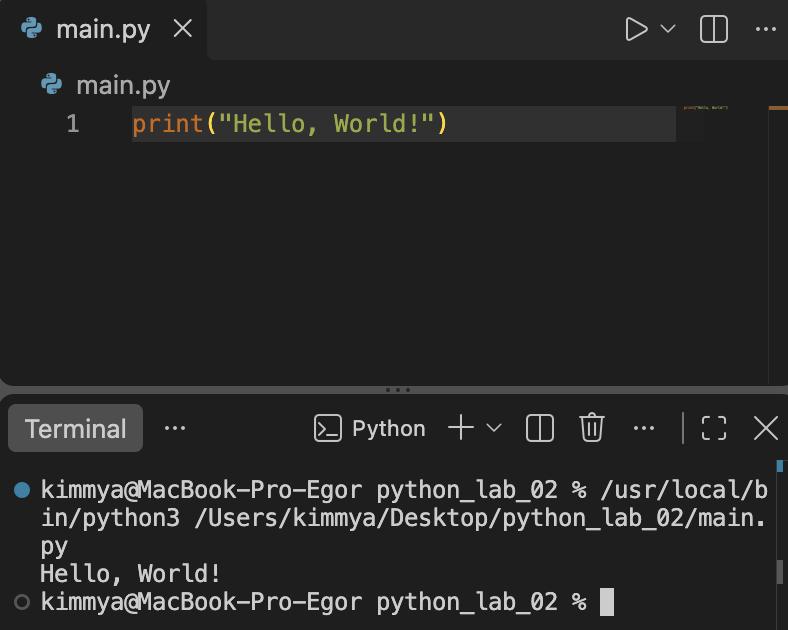 main.py
main.py
1 print("Hello, World!")
Terminal Python
kimmya@MacBook-Pro-Egor python_lab_02 % /usr/local/b
in/python3 /Users/kimmya/Desktop/python_lab_02/main.
py
Hello, World!
kimmya@MacBook-Pro-Egor python_lab_02 %